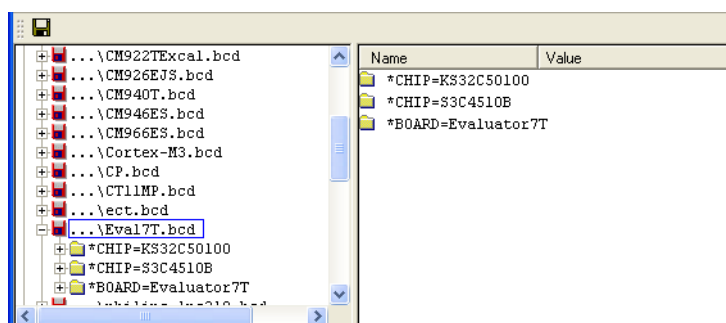 ...\CM922TExcal.bcd
...\CM926EJS.bcd
...\CM940T.bcd
...\CM946ES.bcd
...\CM966ES.bcd
...\Cortex-M3.bcd
...\CP.bcd
...\CT11MP.bcd
...\ect.bcd
...\Eval7T.bcd
*CHIP=KS32C50100
*CHIP=S3C4510B
*BOARD=Evaluator7T
Name Value
*CHIP=KS32C50100
*CHIP=S3C4510B
*BOARD=Evaluator7T